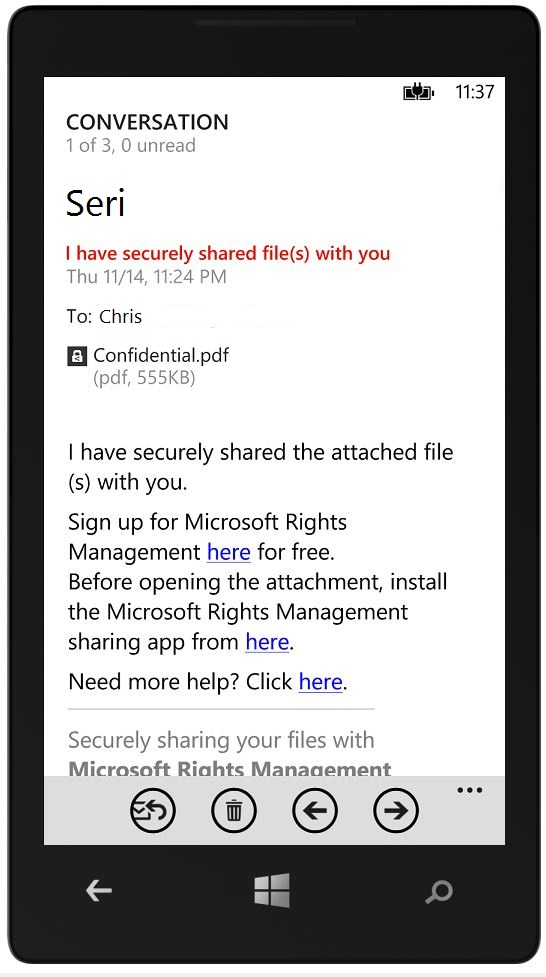 11:37
CONVERSATION
1 of 3, 0 unread
Seri
I have securely shared file(s) with you
Thu 11/14, 11:24 PM
To: Chris
Confidential.pdf
(pdf, 555KB)
I have securely shared the attached file
(s) with you.
Sign up for Microsoft Rights
Management here for free.
Before opening the attachment, install
the Microsoft Rights Management
sharing app from here.
Need more help? Click here.
Securely sharing your files with
Microsoft Rights Management